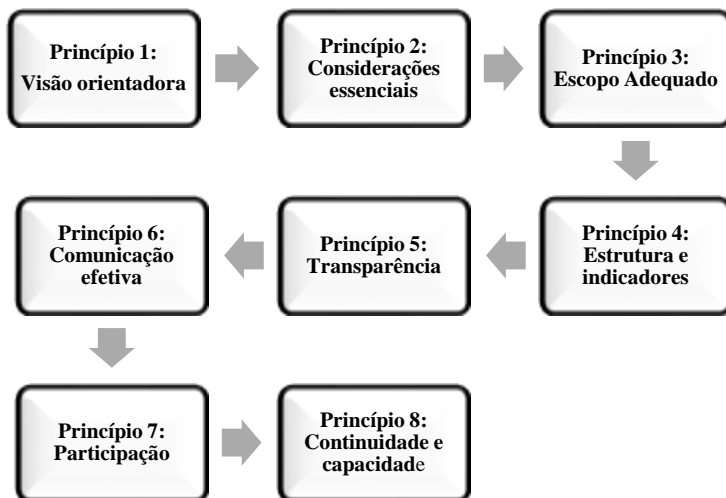 Princípio 1:
Visão orientadora
Princípio 2:
Considerações
essenciais
Princípio 3:
Escopo Adequado
Princípio 4:
Estrutura e
indicadores
Princípio 5:
Transparência
Princípio 6:
Comunicação
efetiva
Princípio 7:
Participação
Princípio 8:
Continuidade e
capacidade